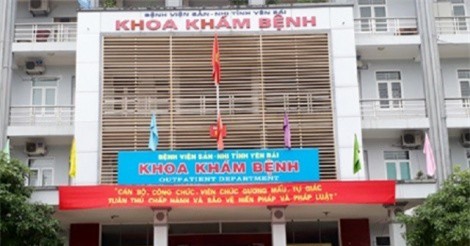 BỆNH VIỆN SẢN-NHI TỈNH YÊN BÁI
KHOA KHÁM BỆNH
BỆNH VIỆN SẢN-NHI TỈNH YÊN BÁI
KHOA KHÁM BỆNH
OUTPATIENT DEPARTMENT
"CÁN BỘ, CÔNG CHỨC, VIÊN CHỨC GƯƠNG MẪU, TỰ GIÁC
TUÂN THỦ CHẤP HÀNH VÀ BẢO VỆ HIẾN PHÁP VÀ PHÁP LUẬT"